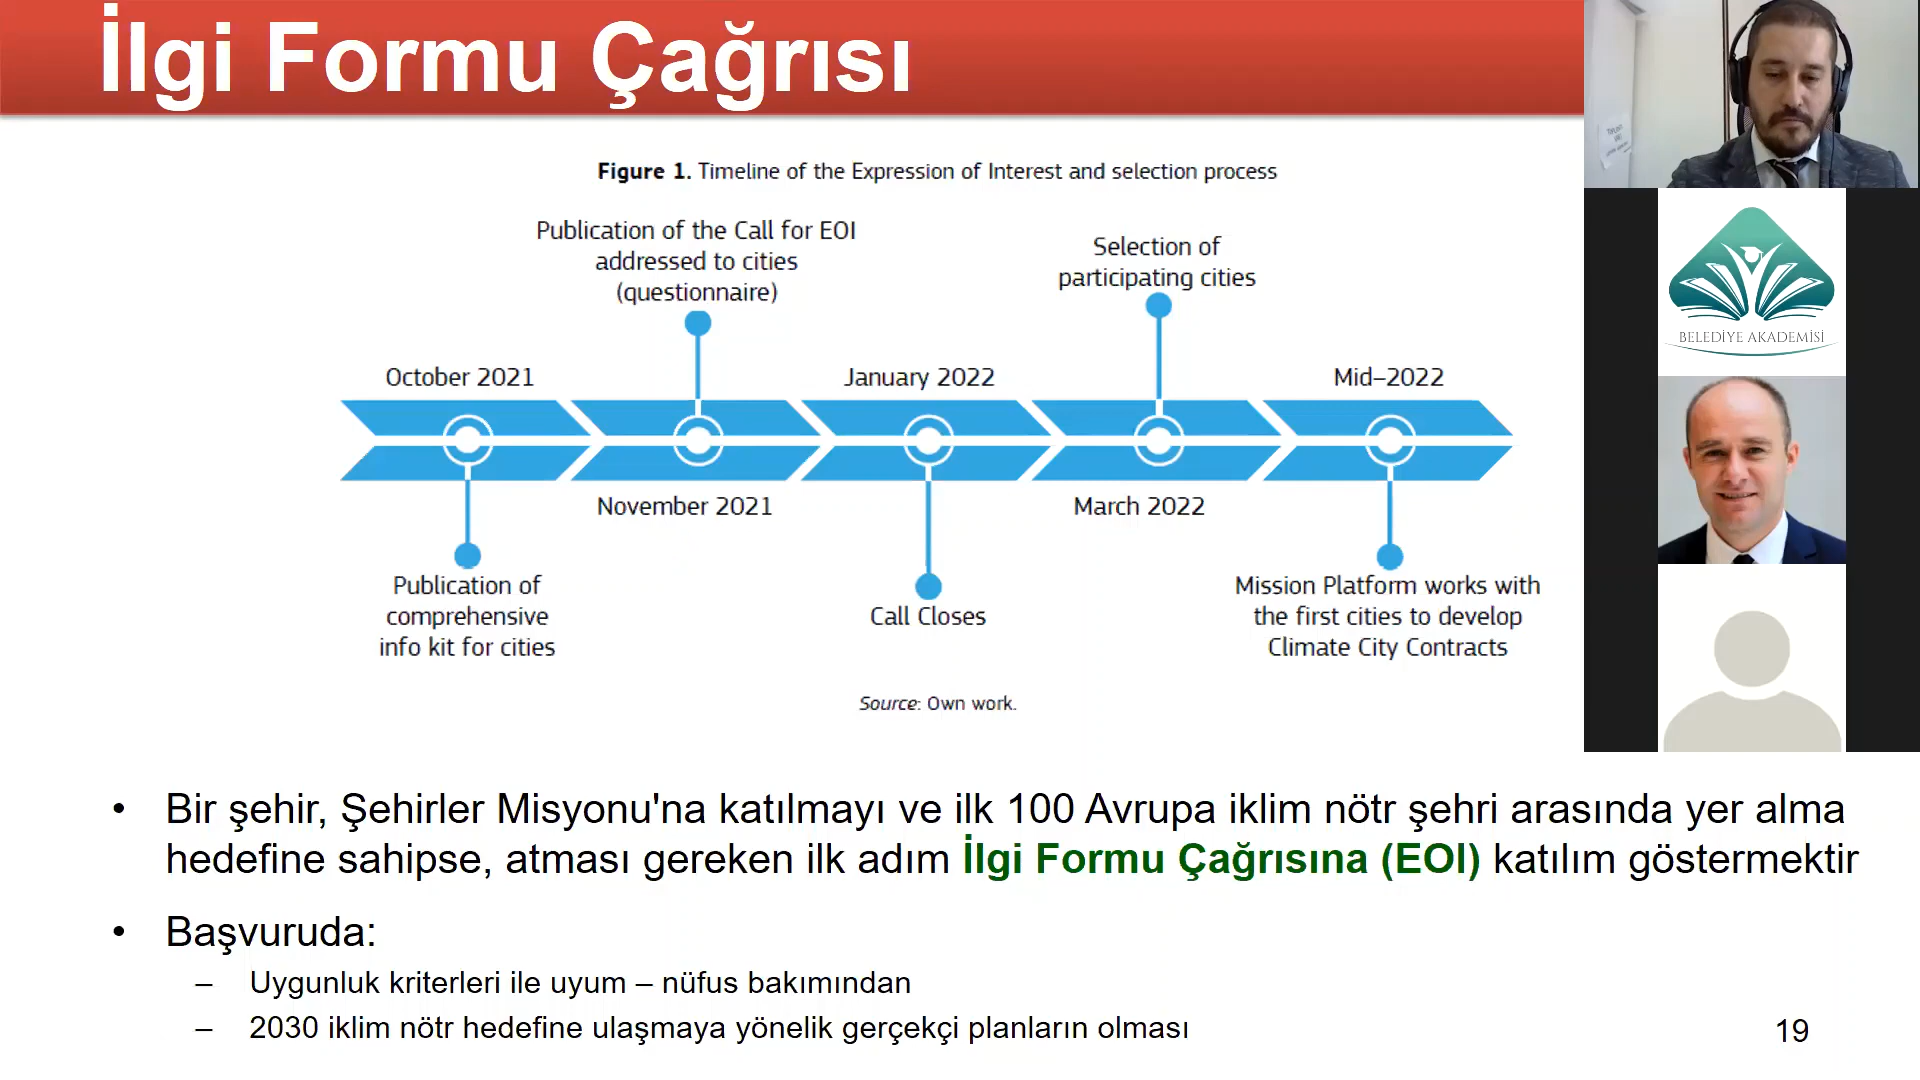 İlgi Formu Çağrısı
Figure 1. Timeline of the Expression of Interest and selection process
Publication of the Call for EOI
addressed to cities
(questionnaire)
Selection of
participating cities
October 2021
January 2022
Mid–2022
November 2021
March 2022
Publication of
comprehensive
info kit for cities
Call Closes
Mission Platform works with
the first cities to develop
Climate City Contracts
Source: Own work.
BELEDİYE AKADEMİSİ
• Bir şehir, Şehirler Misyonu'na katılmayı ve ilk 100 Avrupa iklim nötr şehri arasında yer alma
hedefine sahipse, atması gereken ilk adım İlgi Formu Çağrısına (EOI) katılım göstermektir
• Başvuruda:
– Uygunluk kriterleri ile uyum – nüfus bakımından
– 2030 iklim nötr hedefine ulaşmaya yönelik gerçekçi planların olması
19